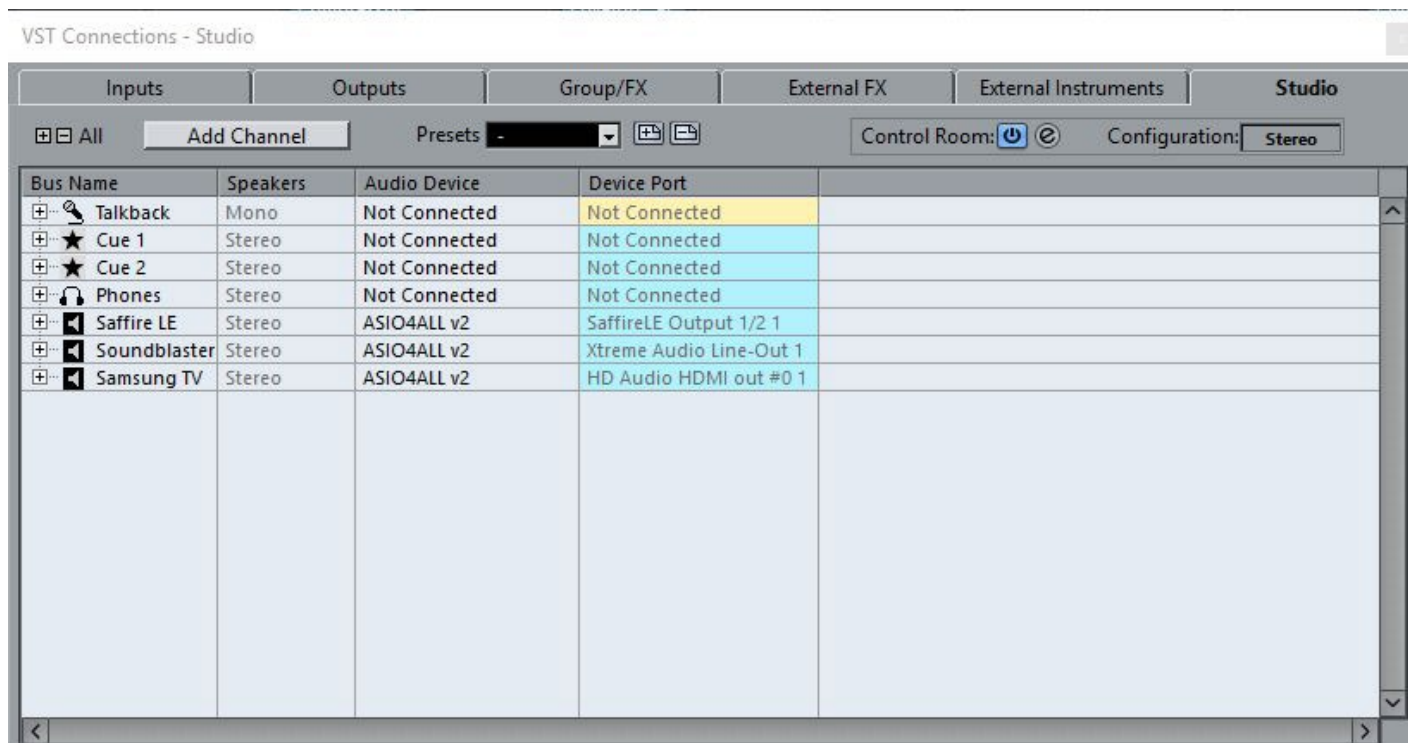 VST Connections - Studio
Inputs Outputs Group/FX External FX External Instruments Studio
All Add Channel Presets - Control Room: e Configuration: Stereo
Bus Name Speakers Audio Device Device Port
Talkback Mono Not Connected Not Connected
Cue 1 Stereo Not Connected Not Connected
Cue 2 Stereo Not Connected Not Connected
Phones Stereo Not Connected Not Connected
Saffire LE Stereo ASIO4ALL v2 SaffireLE Output 1/2 1
Soundblaster Stereo ASIO4ALL v2 Xtreme Audio Line-Out 1
Samsung TV Stereo ASIO4ALL v2 HD Audio HDMI out #0 1